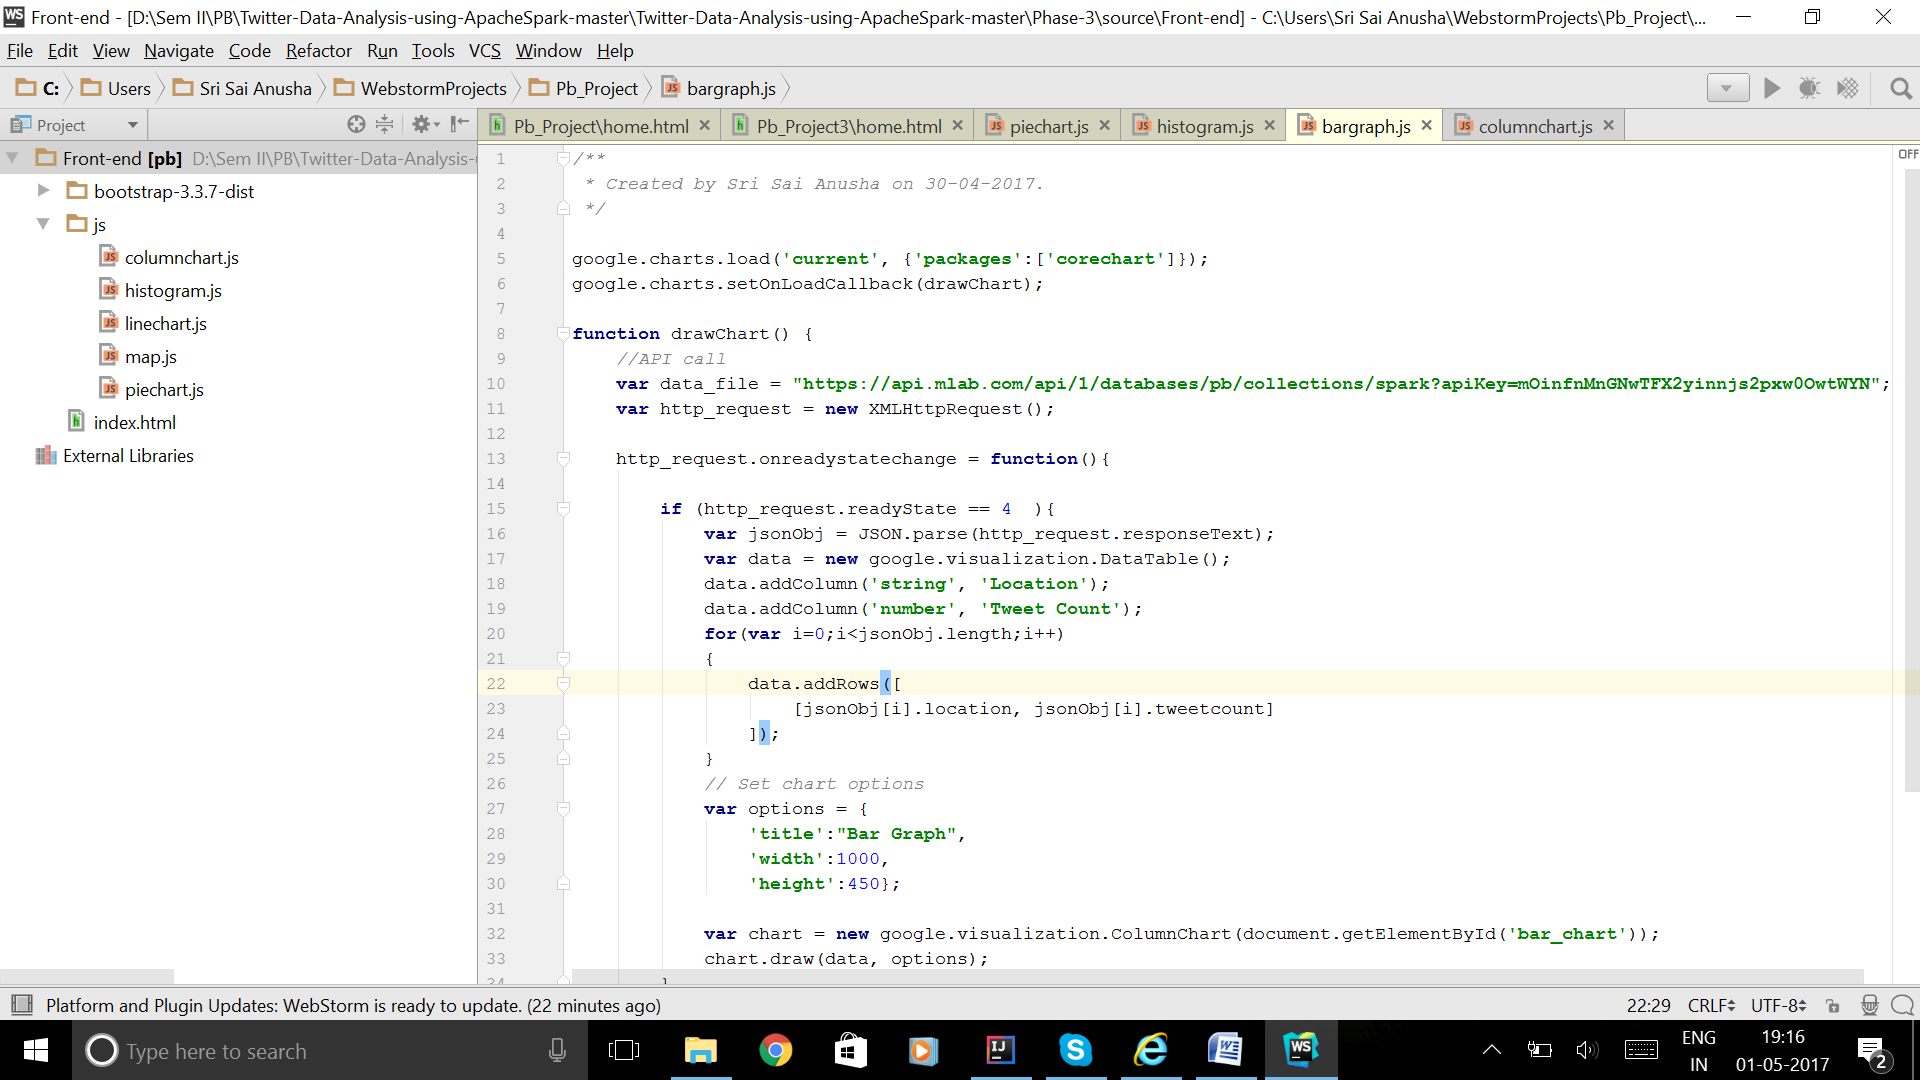 WS Front-end - [D:\Sem II\PB\Twitter-Data-Analysis-using-ApacheSpark-master\Twitter-Data-Analysis-using-ApacheSpark-master\Phase-3\source\Front-end] - C:\Users\Sri Sai Anusha\WebstormProjects\Pb_Project\...
File Edit View Navigate Code Refactor Run Tools VCS Window Help
C: Users Sri Sai Anusha WebstormProjects Pb_Project bargraph.js
Project
Pb_Project\home.html Pb_Project3\home.html piechart.js histogram.js bargraph.js columnchart.js
Front-end [pb] D:\Sem II\PB\Twitter-Data-Analysis-
bootstrap-3.3.7-dist
js
columnchart.js
histogram.js
linechart.js
map.js
piechart.js
index.html
External Libraries
OFF
1 /**
2 * Created by Sri Sai Anusha on 30-04-2017.
3 */
4
5 google.charts.load('current', {'packages':['corechart']});
6 google.charts.setOnLoadCallback(drawChart);
7
8 function drawChart() {
9 //API call
10 var data_file = "https://api.mlab.com/api/1/databases/pb/collections/spark?apiKey=mOinfnMnGNwTFX2yinnjs2pxw0OwtWYN";
11 var http_request = new XMLHttpRequest();
12
13 http_request.onreadystatechange = function(){
14
15 if (http_request.readyState == 4  ){
16 var jsonObj = JSON.parse(http_request.responseText);
17 var data = new google.visualization.DataTable();
18 data.addColumn('string', 'Location');
19 data.addColumn('number', 'Tweet Count');
20 for(var i=0;i<jsonObj.length;i++)
21 {
22 data.addRows([
23 [jsonObj[i].location, jsonObj[i].tweetcount]
24 ]);
25 }
26 // Set chart options
27 var options = {
28 'title':"Bar Graph",
29 'width':1000,
30 'height':450};
31
32 var chart = new google.visualization.ColumnChart(document.getElementById('bar_chart'));
33 chart.draw(data, options);
34 }
Platform and Plugin Updates: WebStorm is ready to update. (22 minutes ago) 22:29 CRLF UTF-8
Type here to search
IJ
WS
ENG
IN
19:16
01-05-2017
2